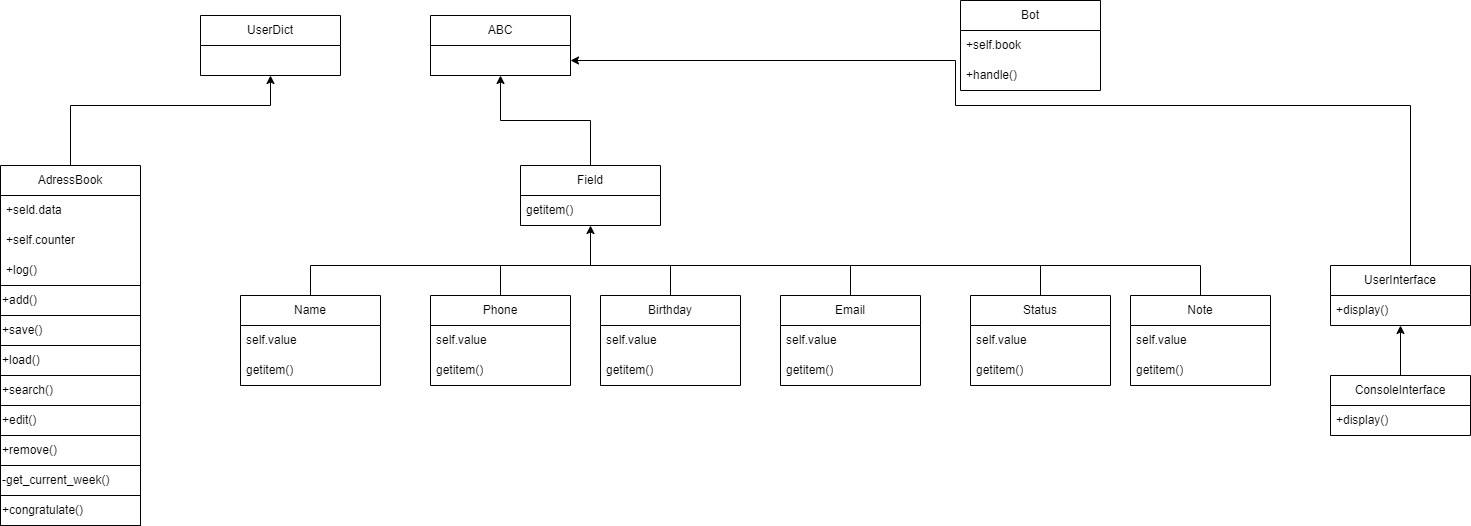 UserDict
ABC
Bot
+self.book
+handle()
AdressBook
+seld.data
+self.counter
+log()
+add()
+save()
+load()
+search()
+edit()
+remove()
-get_current_week()
+congratulate()
Field
getitem()
Name
self.value
getitem()
Phone
self.value
getitem()
Birthday
self.value
getitem()
Email
self.value
getitem()
Status
self.value
getitem()
Note
self.value
getitem()
UserInterface
+display()
ConsoleInterface
+display()